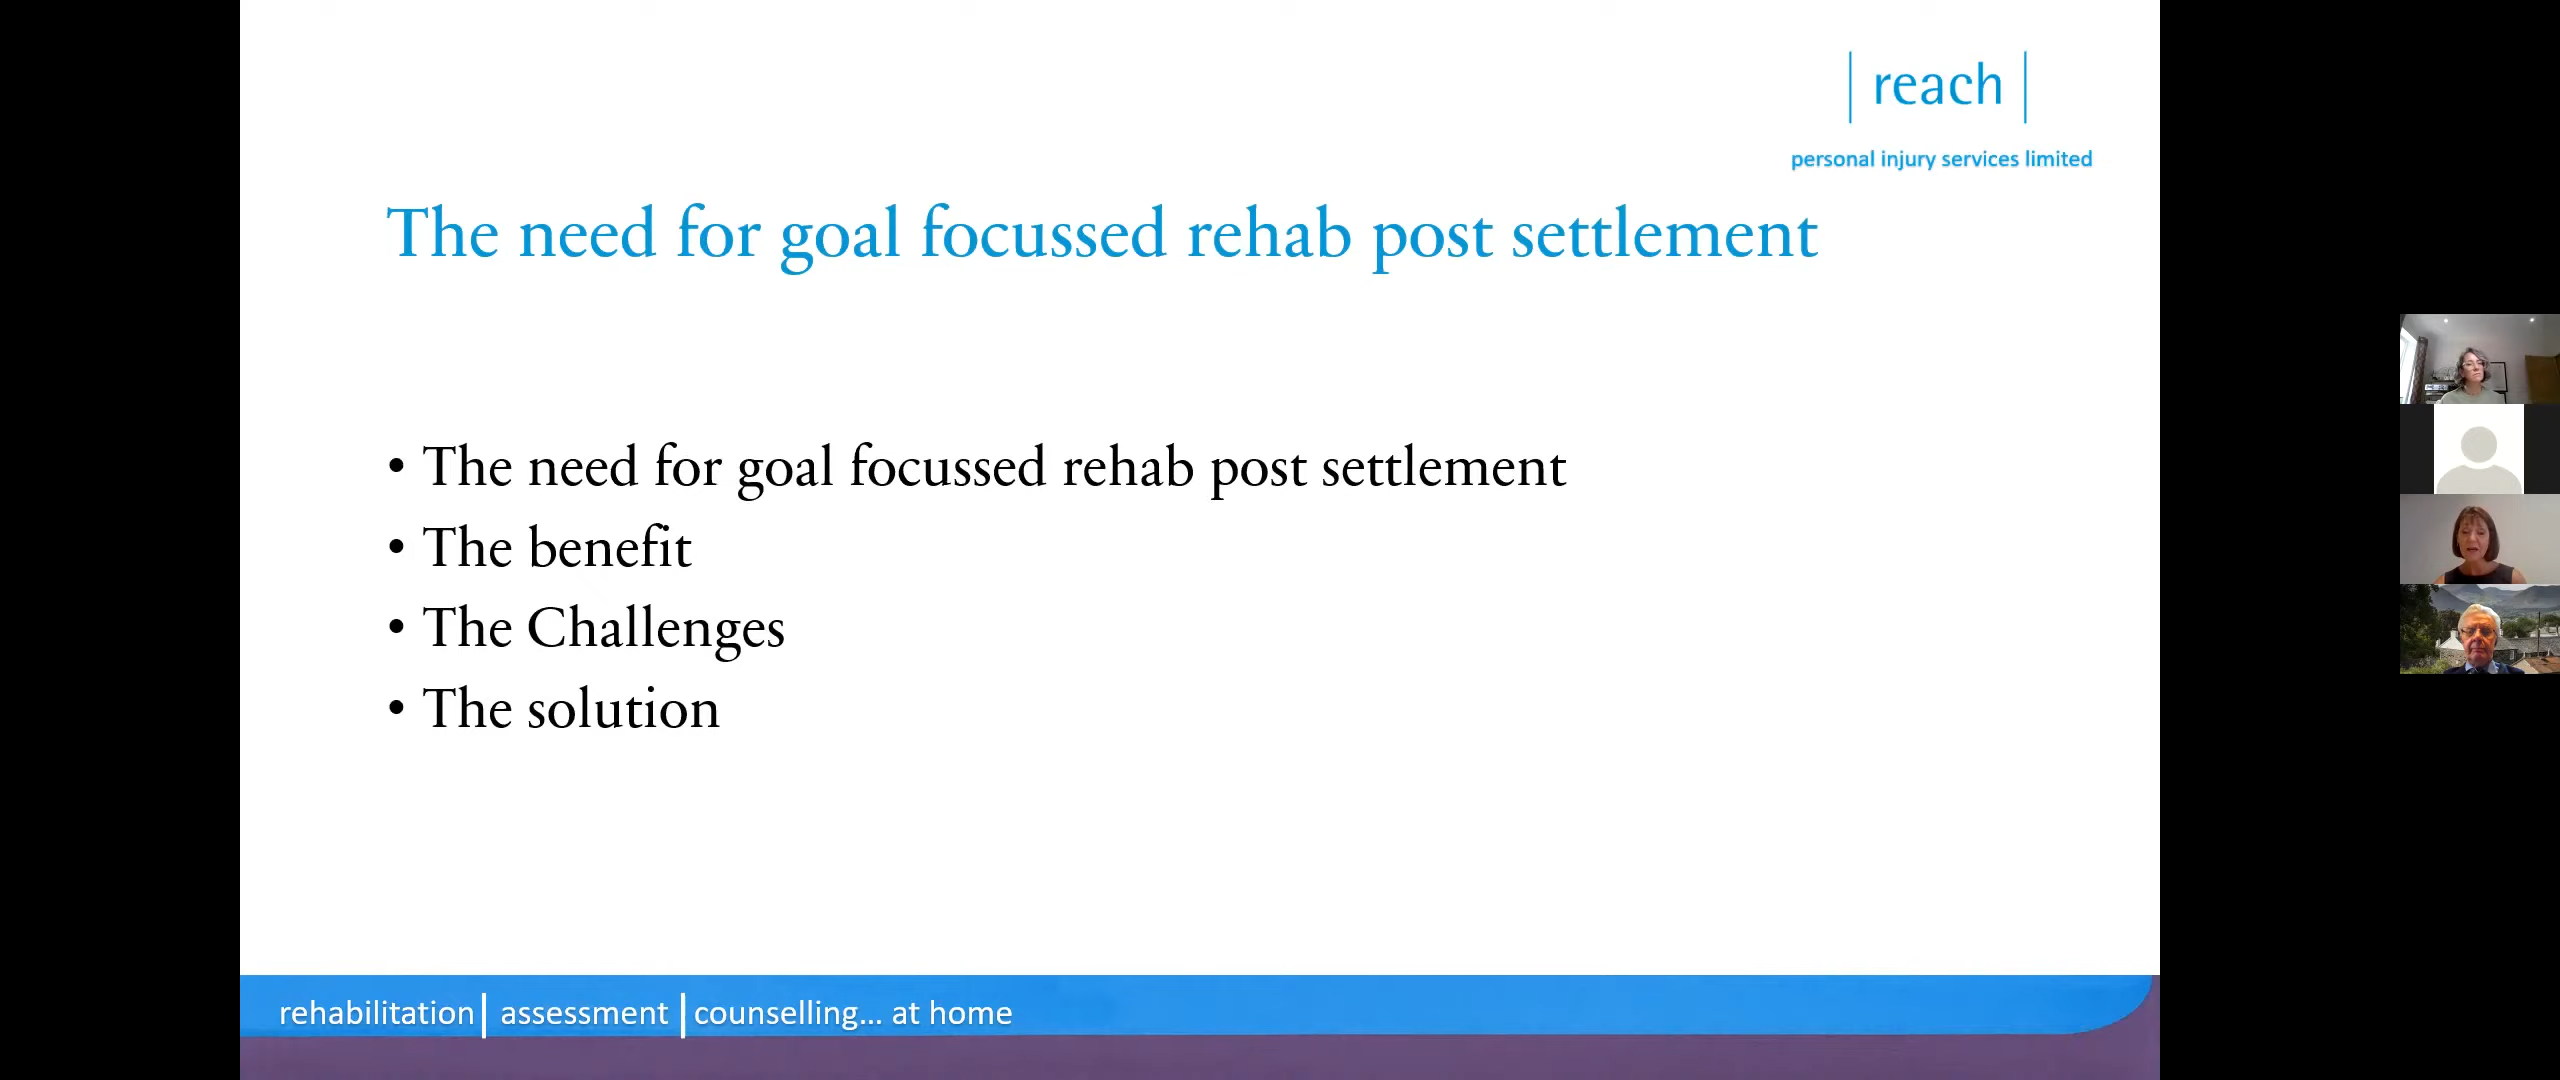 reach
personal injury services limited
The need for goal focussed rehab post settlement
• The need for goal focussed rehab post settlement
• The benefit
• The Challenges
• The solution
rehabilitation | assessment | counselling... at home